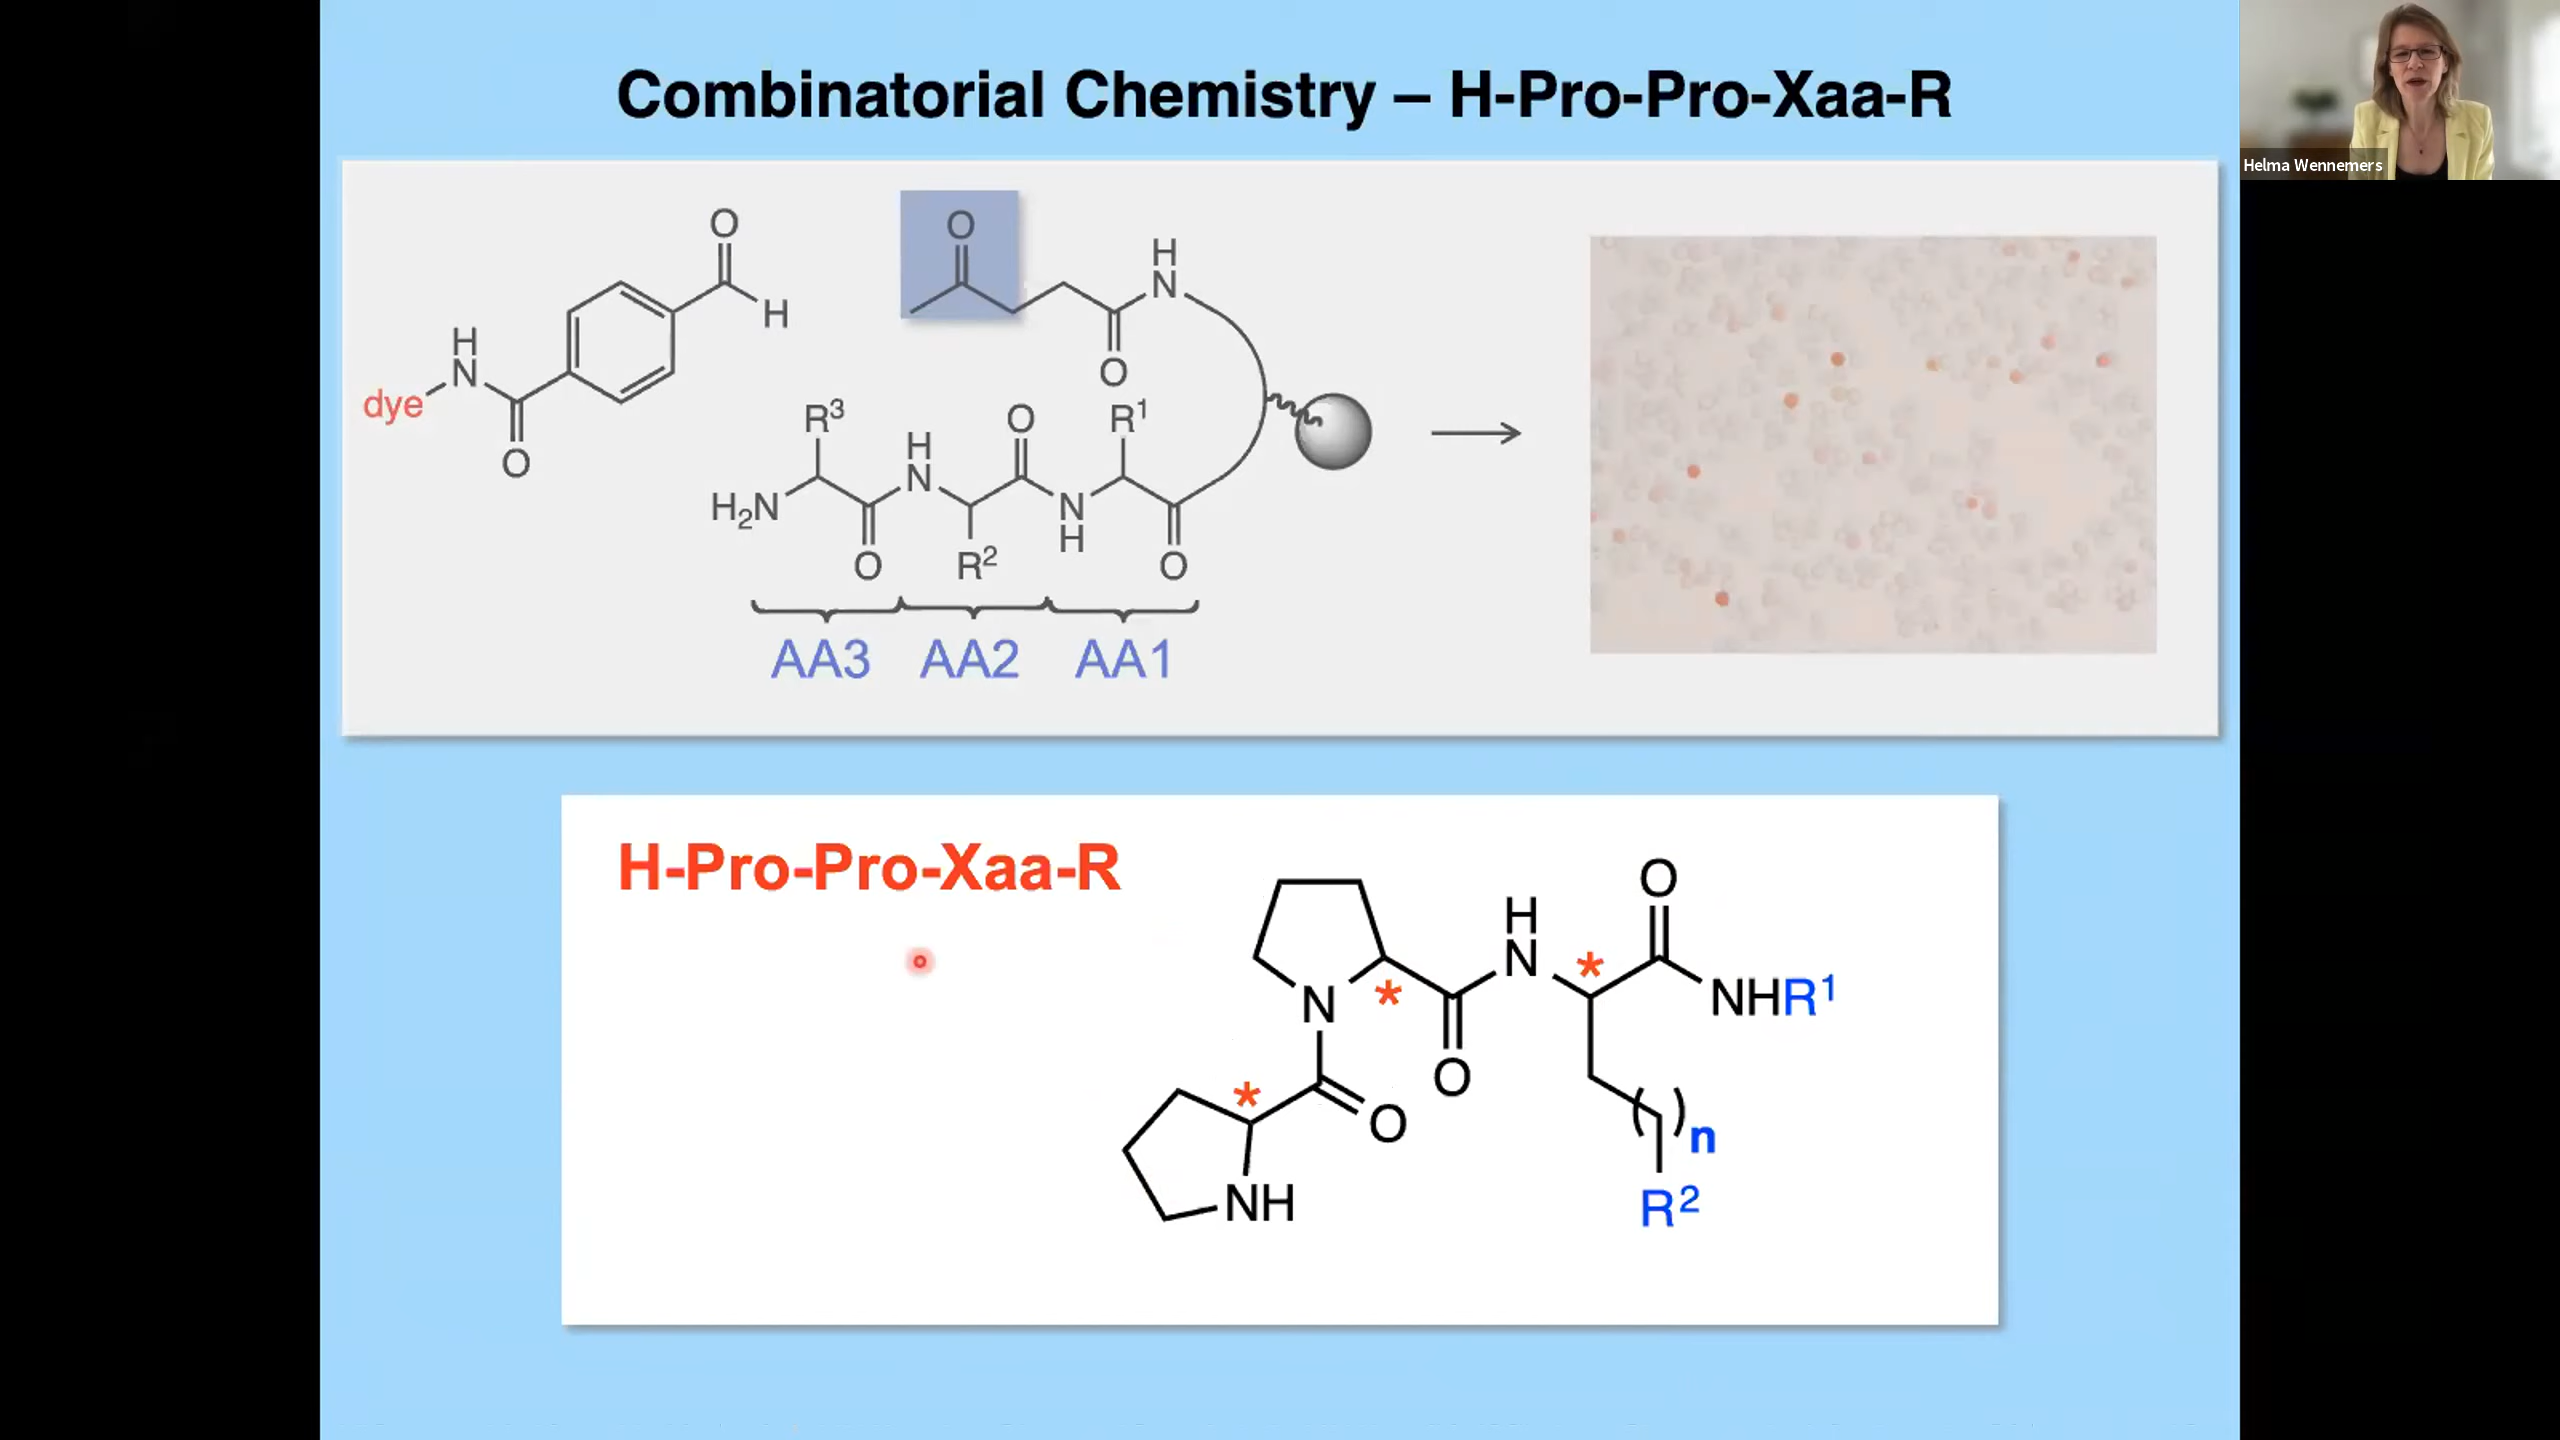 Combinatorial Chemistry – H-Pro-Pro-Xaa-R
Helma Wennemers
O
H
H
N
dye
O
O
H
N
O
R³
H
N
O
R¹
H₂N
O
R²
N
H
O
AA3 AA2 AA1
H-Pro-Pro-Xaa-R
O
H
N
* *
NHR¹
N
O
*
O
( )n
NH
R²